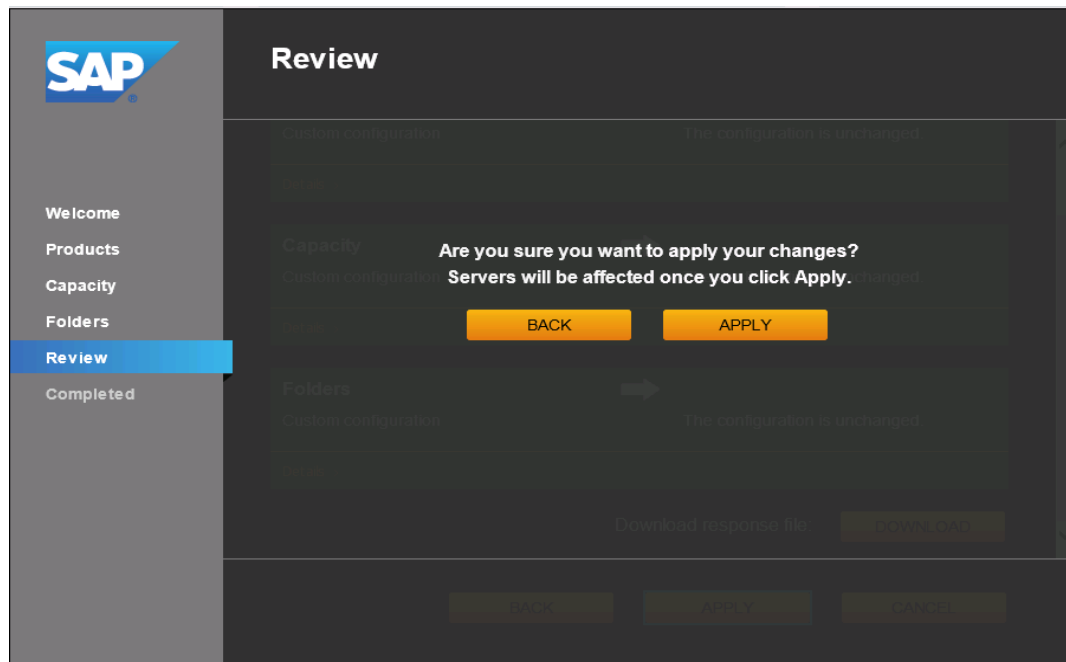 SAP
®
Review
Welcome
Products
Capacity
Folders
Review
Completed
Custom configuration The configuration is unchanged
Capacity
Are you sure you want to apply your changes?
Custom configuration unchanged
Servers will be affected once you click Apply.
BACK APPLY
Folders
Custom configuration The configuration is unchanged
Download response file DOWNLOAD
BACK APPLY CANCEL